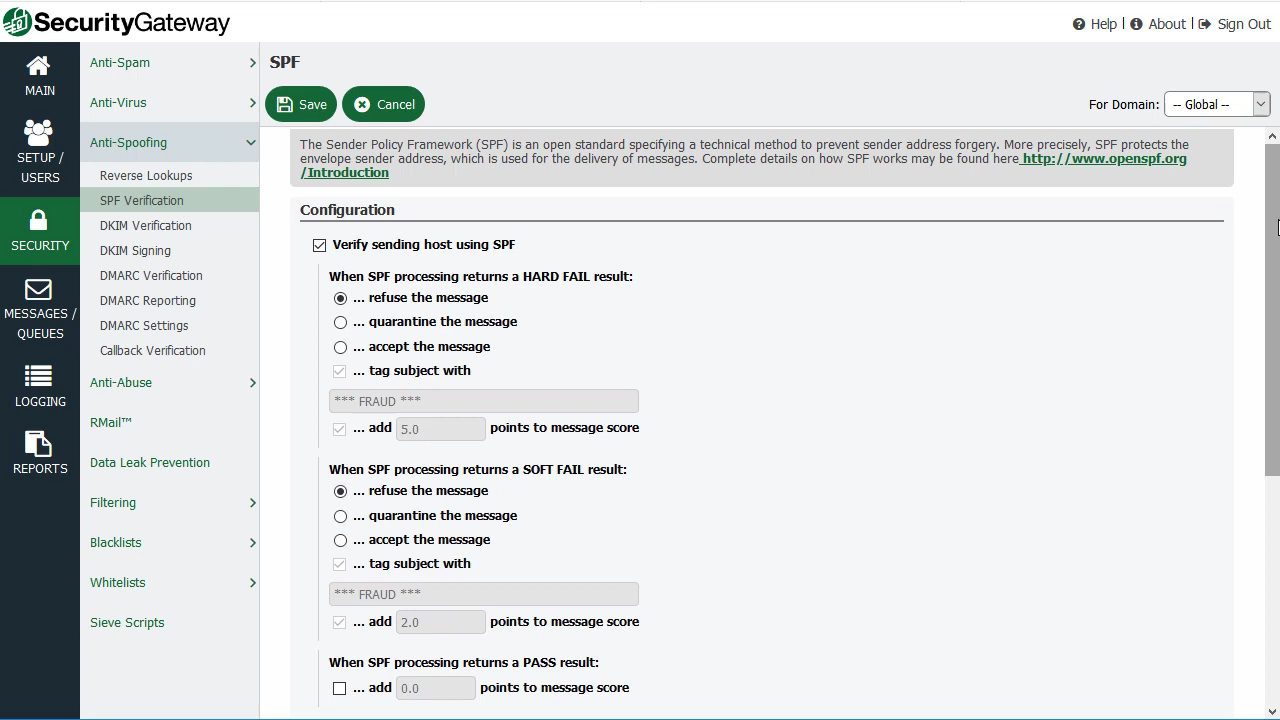 SecurityGateway
Help | About | Sign Out
MAIN
SETUP /
USERS
SECURITY
MESSAGES /
QUEUES
LOGGING
REPORTS
Anti-Spam
Anti-Virus
Anti-Spoofing
Reverse Lookups
SPF Verification
DKIM Verification
DKIM Signing
DMARC Verification
DMARC Reporting
DMARC Settings
Callback Verification
Anti-Abuse
RMail™
Data Leak Prevention
Filtering
Blacklists
Whitelists
Sieve Scripts
SPF
Save Cancel
For Domain: -- Global --
The Sender Policy Framework (SPF) is an open standard specifying a technical method to prevent sender address forgery. More precisely, SPF protects the
envelope sender address, which is used for the delivery of messages. Complete details on how SPF works may be found here http://www.openspf.org
/Introduction
Configuration
Verify sending host using SPF
When SPF processing returns a HARD FAIL result:
... refuse the message
... quarantine the message
... accept the message
... tag subject with
*** FRAUD ***
... add 5.0 points to message score
When SPF processing returns a SOFT FAIL result:
... refuse the message
... quarantine the message
... accept the message
... tag subject with
*** FRAUD ***
... add 2.0 points to message score
When SPF processing returns a PASS result:
... add 0.0 points to message score